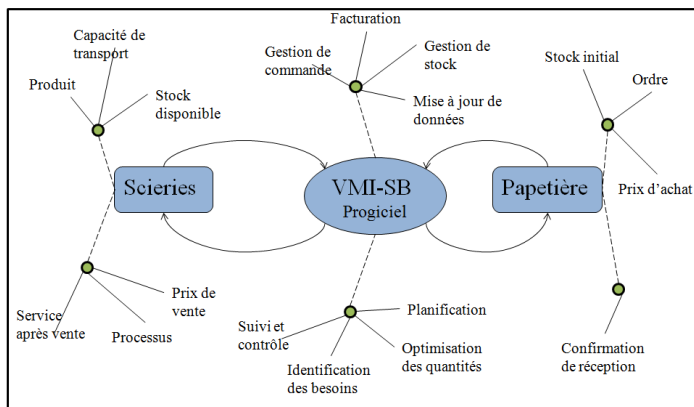 Facturation
Capacité de
transport
Gestion de
commande
Gestion de
stock
Stock initial
Ordre
Produit
Stock
disponible
Mise à jour de
données
Scieries
VMI-SB
Progiciel
Papetière
Prix d’achat
Prix de
vente
Service
après vente
Processus
Suivi et
contrôle
Planification
Identification
des besoins
Optimisation
des quantités
Confirmation
de réception